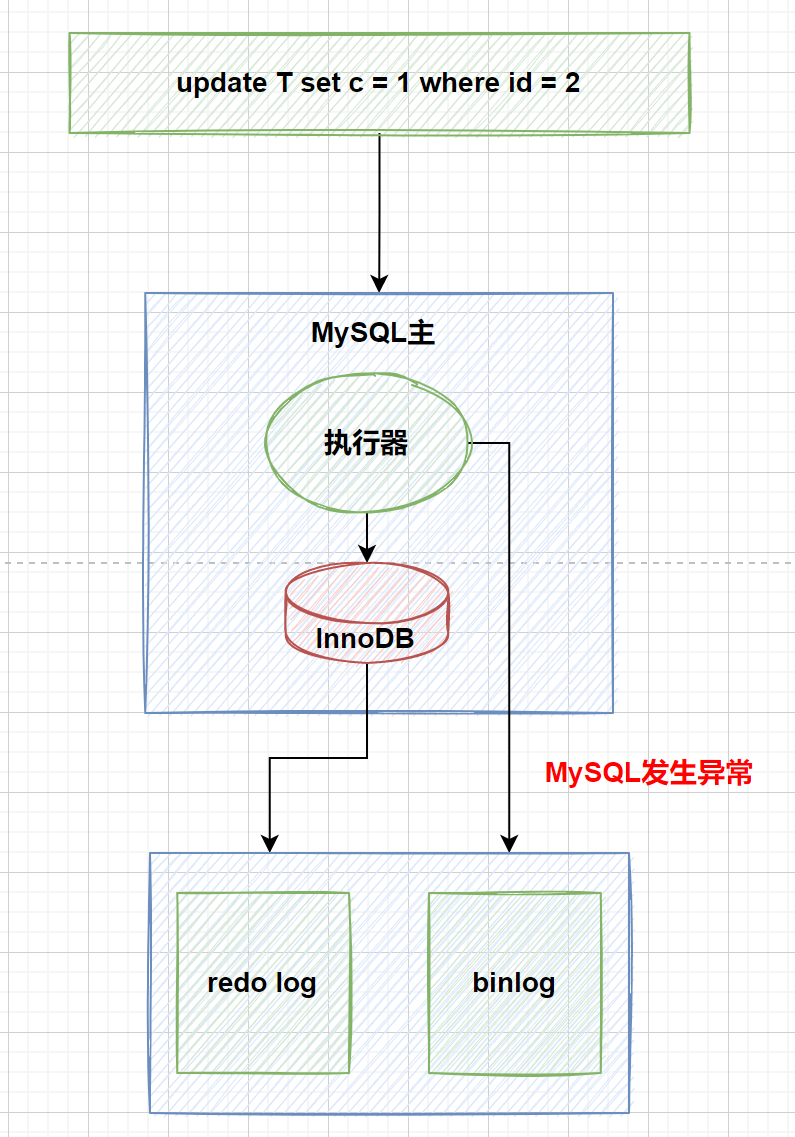 update T set c = 1 where id = 2
MySQL主
执行器
InnoDB
MySQL发生异常
redo log
binlog